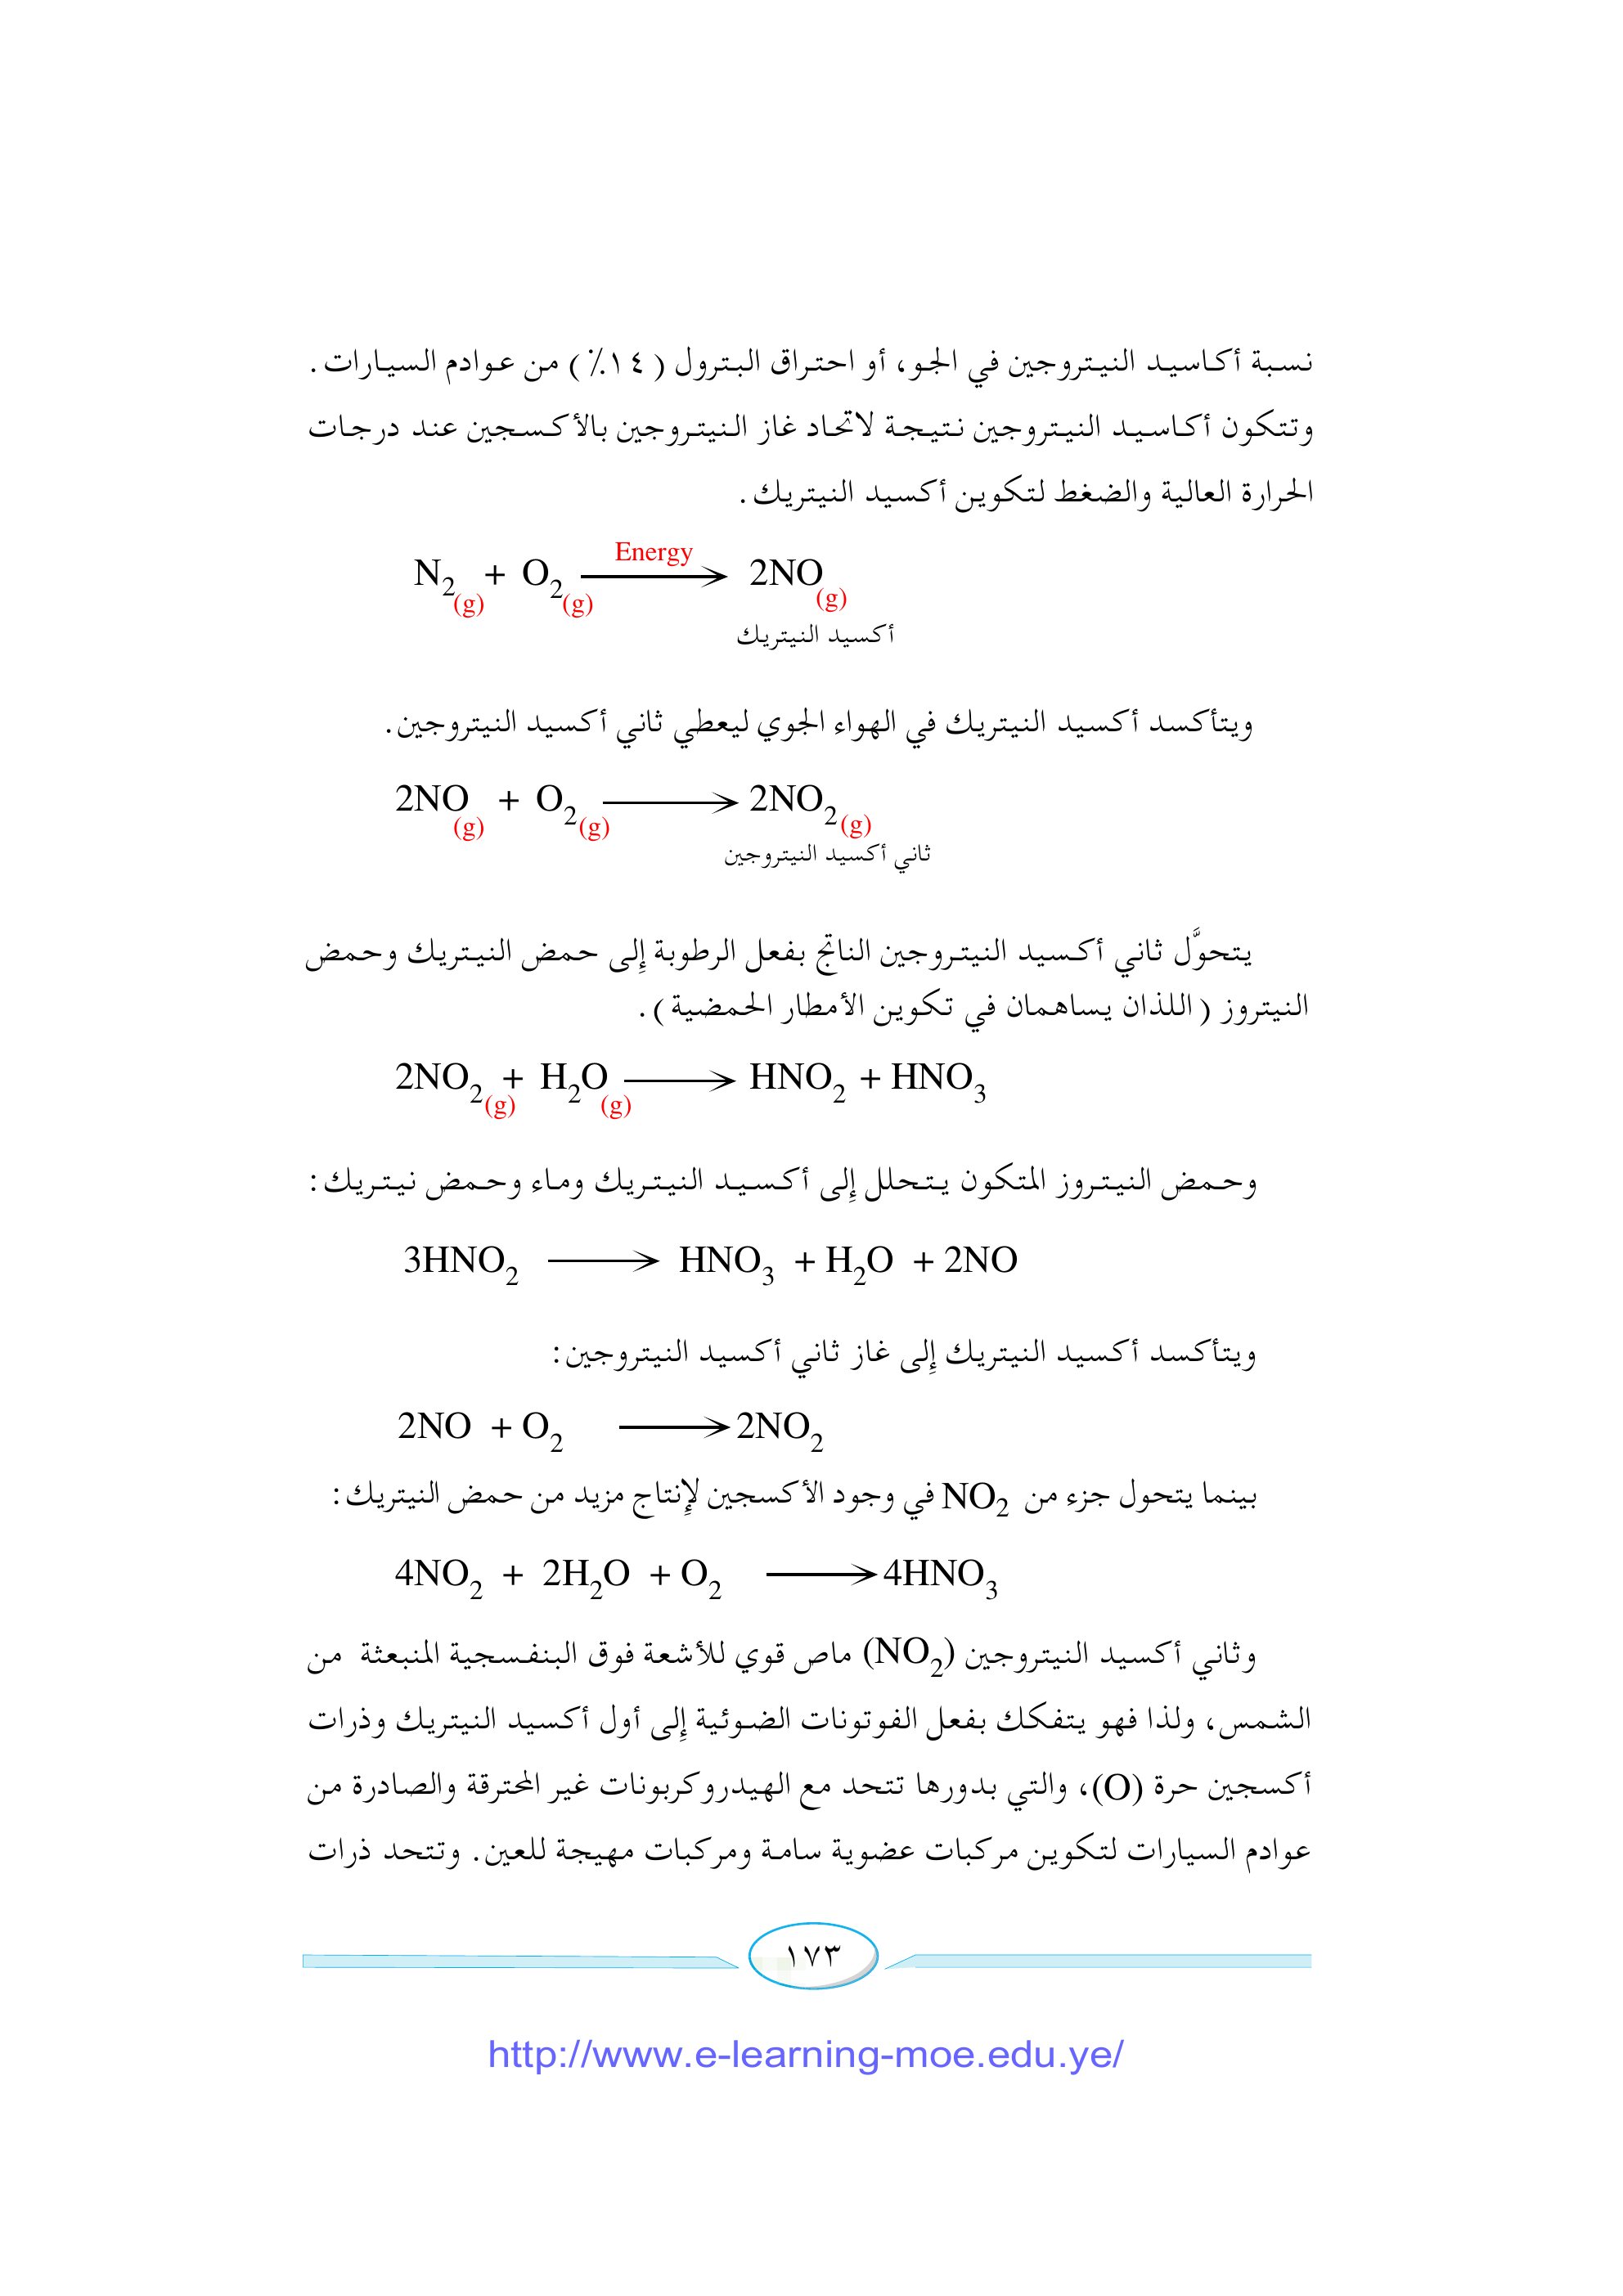 نسبة أكاسيد النيتروجين في الجو، أو احتراق البترول (١٤٪) من عوادم السيارات.
وتتكون أكاسيد النيتروجين نتيجة لاتحاد غاز النيتروجين بالأكسجين عند درجات
الحرارة العالية والضغط لتكوين أكسيد النيتريك.
N₂(g) + O₂(g) —Energy→ 2NO(g)
أكسيد النيتريك
ويتأكسد أكسيد النيتريك في الهواء الجوي ليعطي ثاني أكسيد النيتروجين.
2NO(g) + O₂(g) → 2NO₂(g)
ثاني أكسيد النيتروجين
يتحوَّل ثاني أكسيد النيتروجين الناتج بفعل الرطوبة إِلى حمض النيتريك وحمض
النيتروز (اللذان يساهمان في تكوين الأمطار الحمضية).
2NO₂(g) + H₂O(g) → HNO₂ + HNO₃
وحمض النيتروز المتكون يتحلل إِلى أكسيد النيتريك وماء وحمض نيتريك:
3HNO₂ → HNO₃ + H₂O + 2NO
ويتأكسد أكسيد النيتريك إِلى غاز ثاني أكسيد النيتروجين:
2NO + O₂ → 2NO₂
بينما يتحول جزء من NO₂ في وجود الأكسجين لإِنتاج مزيد من حمض النيتريك:
4NO₂ + 2H₂O + O₂ → 4HNO₃
وثاني أكسيد النيتروجين (NO₂) ماص قوي للأشعة فوق البنفسجية المنبعثة من
الشمس، ولذا فهو يتفكك بفعل الفوتونات الضوئية إِلى أول أكسيد النيتريك وذرات
أكسجين حرة (O)، والتي بدورها تتحد مع الهيدروكربونات غير المحترقة والصادرة من
عوادم السيارات لتكوين مركبات عضوية سامة ومركبات مهيجة للعين. وتتحد ذرات
١٧٣
http://www.e-learning-moe.edu.ye/